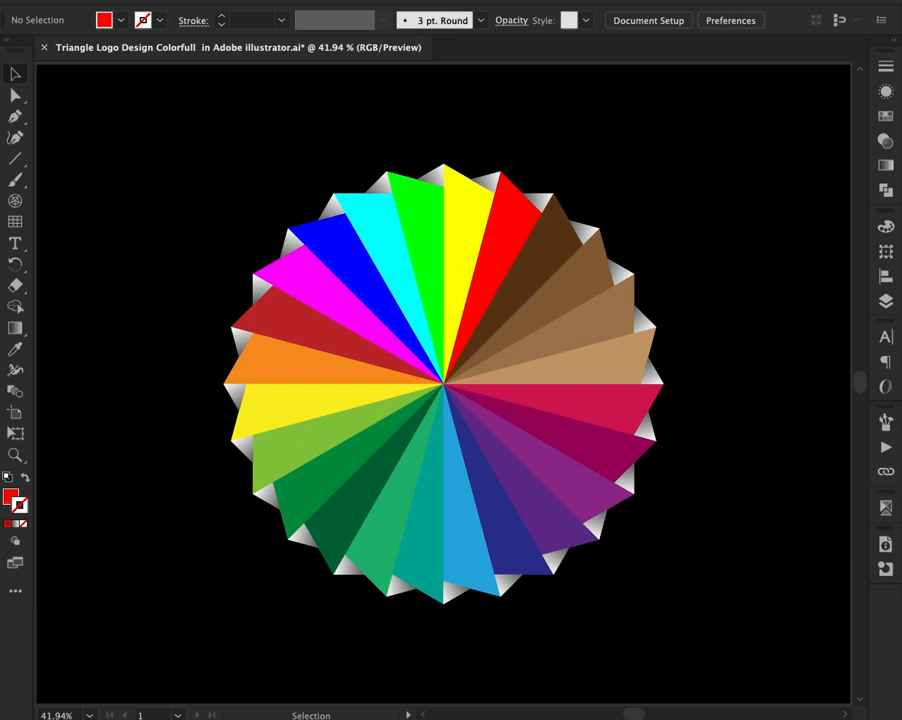 No Selection Stroke: 3 pt. Round Opacity Style: Document Setup Preferences
× Triangle Logo Design Colorfull in Adobe illustrator.ai* @ 41.94 % (RGB/Preview)
41.94% 1 Selection